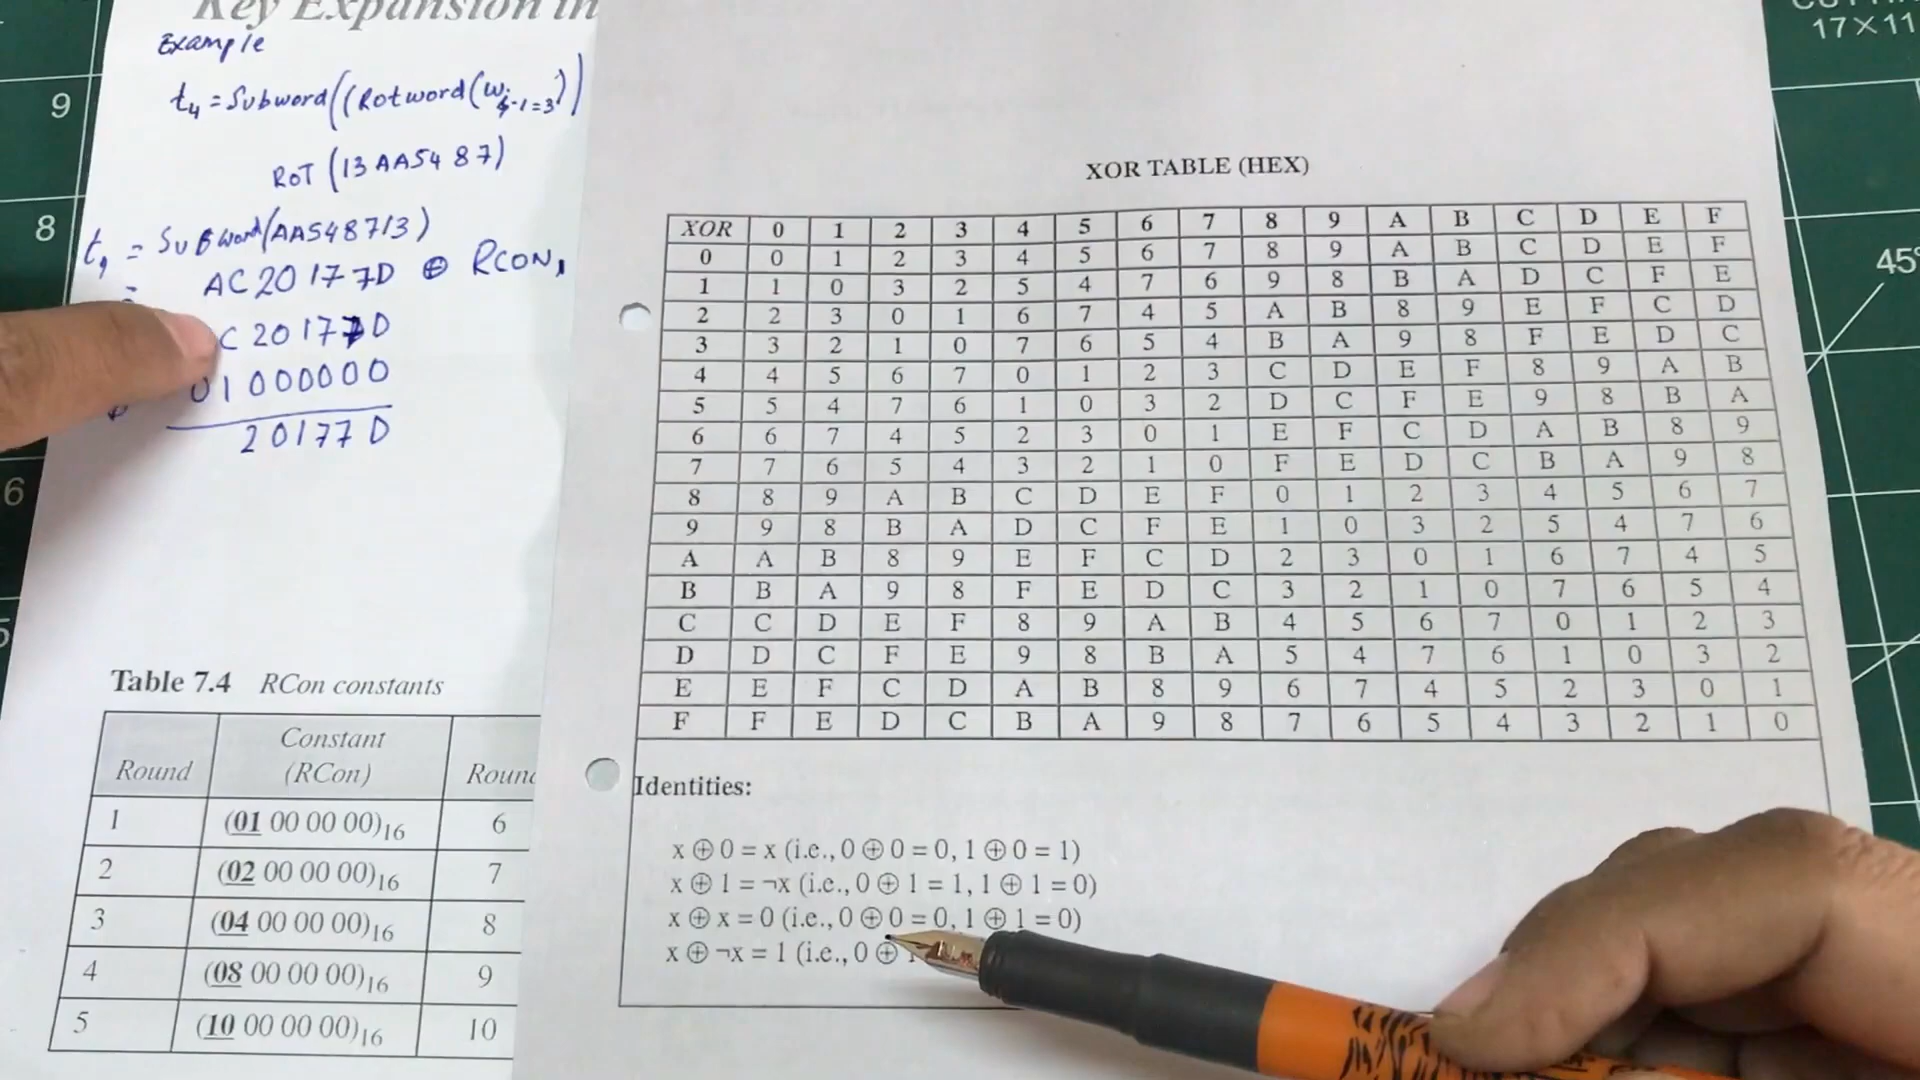 Key Expansion in
Example
t4 = Subword((Rotword(Wi4-1=3))
ROT (13 AA54 87)
t4 = SUBword(AA548713)
= AC20 177D ⊕ RCON1
C 20177D
01000000
20177D
Table 7.4 RCon constants
Round Constant (RCon) Round
1 (01 00 00 00)16 6
2 (02 00 00 00)16 7
3 (04 00 00 00)16 8
4 (08 00 00 00)16 9
5 (10 00 00 00)16 10
XOR TABLE (HEX)
XOR 0 1 2 3 4 5 6 7 8 9 A B C D E F
0 0 1 2 3 4 5 6 7 8 9 A B C D E F
1 1 0 3 2 5 4 7 6 9 8 B A D C F E
2 2 3 0 1 6 7 4 5 A B 8 9 E F C D
3 3 2 1 0 7 6 5 4 B A 9 8 F E D C
4 4 5 6 7 0 1 2 3 C D E F 8 9 A B
5 5 4 7 6 1 0 3 2 D C F E 9 8 B A
6 6 7 4 5 2 3 0 1 E F C D A B 8 9
7 7 6 5 4 3 2 1 0 F E D C B A 9 8
8 8 9 A B C D E F 0 1 2 3 4 5 6 7
9 9 8 B A D C F E 1 0 3 2 5 4 7 6
A A B 8 9 E F C D 2 3 0 1 6 7 4 5
B B A 9 8 F E D C 3 2 1 0 7 6 5 4
C C D E F 8 9 A B 4 5 6 7 0 1 2 3
D D C F E 9 8 B A 5 4 7 6 1 0 3 2
E E F C D A B 8 9 6 7 4 5 2 3 0 1
F F E D C B A 9 8 7 6 5 4 3 2 1 0
Identities:
x ⊕ 0 = x (i.e., 0 ⊕ 0 = 0, 1 ⊕ 0 = 1)
x ⊕ 1 = ¬x (i.e., 0 ⊕ 1 = 1, 1 ⊕ 1 = 0)
x ⊕ x = 0 (i.e., 0 ⊕ 0 = 0, 1 ⊕ 1 = 0)
x ⊕ ¬x = 1 (i.e., 0 ⊕
9
8
6
5
17×11
45°